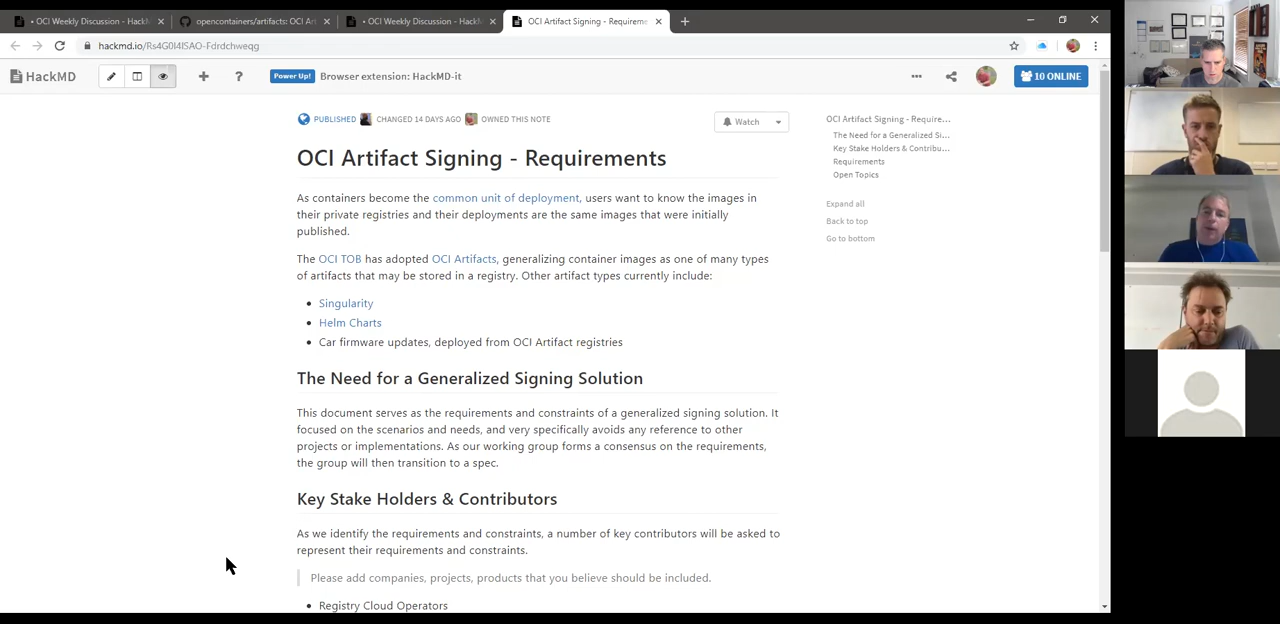 • OCI Weekly Discussion - HackM
opencontainers/artifacts: OCI Art
• OCI Weekly Discussion - HackM
OCI Artifact Signing - Requireme
hackmd.io/Rs4G0I4ISAO-Fdrdchweqg
HackMD
Power Up!
Browser extension: HackMD-it
10 ONLINE
PUBLISHED
CHANGED 14 DAYS AGO
OWNED THIS NOTE
Watch
OCI Artifact Signing - Requirements
As containers become the common unit of deployment, users want to know the images in
their private registries and their deployments are the same images that were initially
published.
The OCI TOB has adopted OCI Artifacts, generalizing container images as one of many types
of artifacts that may be stored in a registry. Other artifact types currently include:
• Singularity
• Helm Charts
• Car firmware updates, deployed from OCI Artifact registries
The Need for a Generalized Signing Solution
This document serves as the requirements and constraints of a generalized signing solution. It
focused on the scenarios and needs, and very specifically avoids any reference to other
projects or implementations. As our working group forms a consensus on the requirements,
the group will then transition to a spec.
Key Stake Holders & Contributors
As we identify the requirements and constraints, a number of key contributors will be asked to
represent their requirements and constraints.
Please add companies, projects, products that you believe should be included.
• Registry Cloud Operators
OCI Artifact Signing - Require...
The Need for a Generalized Si...
Key Stake Holders & Contribu...
Requirements
Open Topics
Expand all
Back to top
Go to bottom